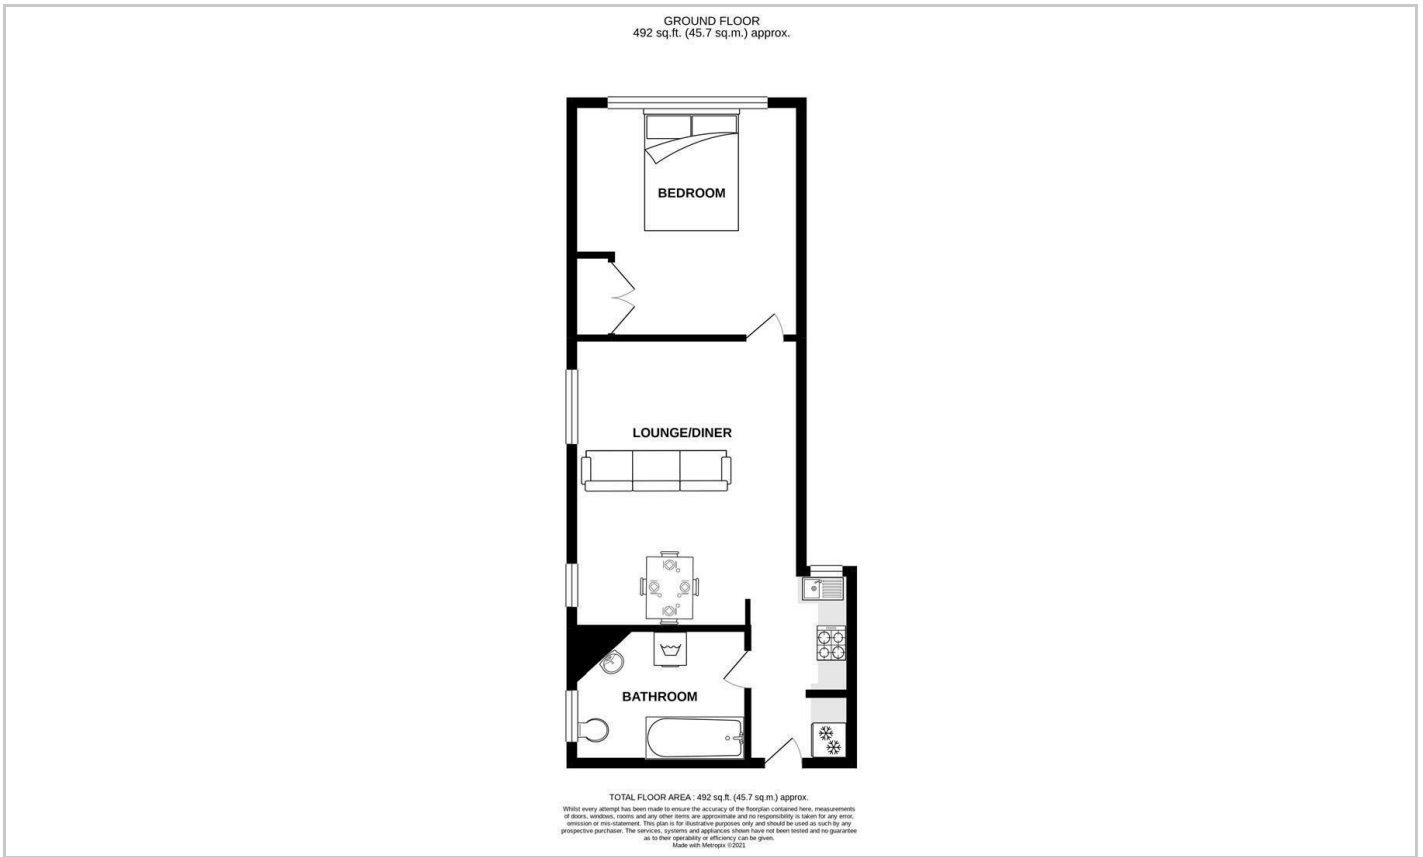 GROUND FLOOR
492 sq.ft. (45.7 sq.m.) approx.
BEDROOM
LOUNGE/DINER
BATHROOM
TOTAL FLOOR AREA : 492 sq.ft. (45.7 sq.m.) approx.
Whilst every attempt has been made to ensure the accuracy of the floorplan contained here, measurements
of doors, windows, rooms and any other items are approximate and no responsibility is taken for any error,
omission or mis-statement. This plan is for illustrative purposes only and should be used as such by any
prospective purchaser. The services, systems and appliances shown have not been tested and no guarantee
as to their operability or efficiency can be given.
Made with Metropix ©2021